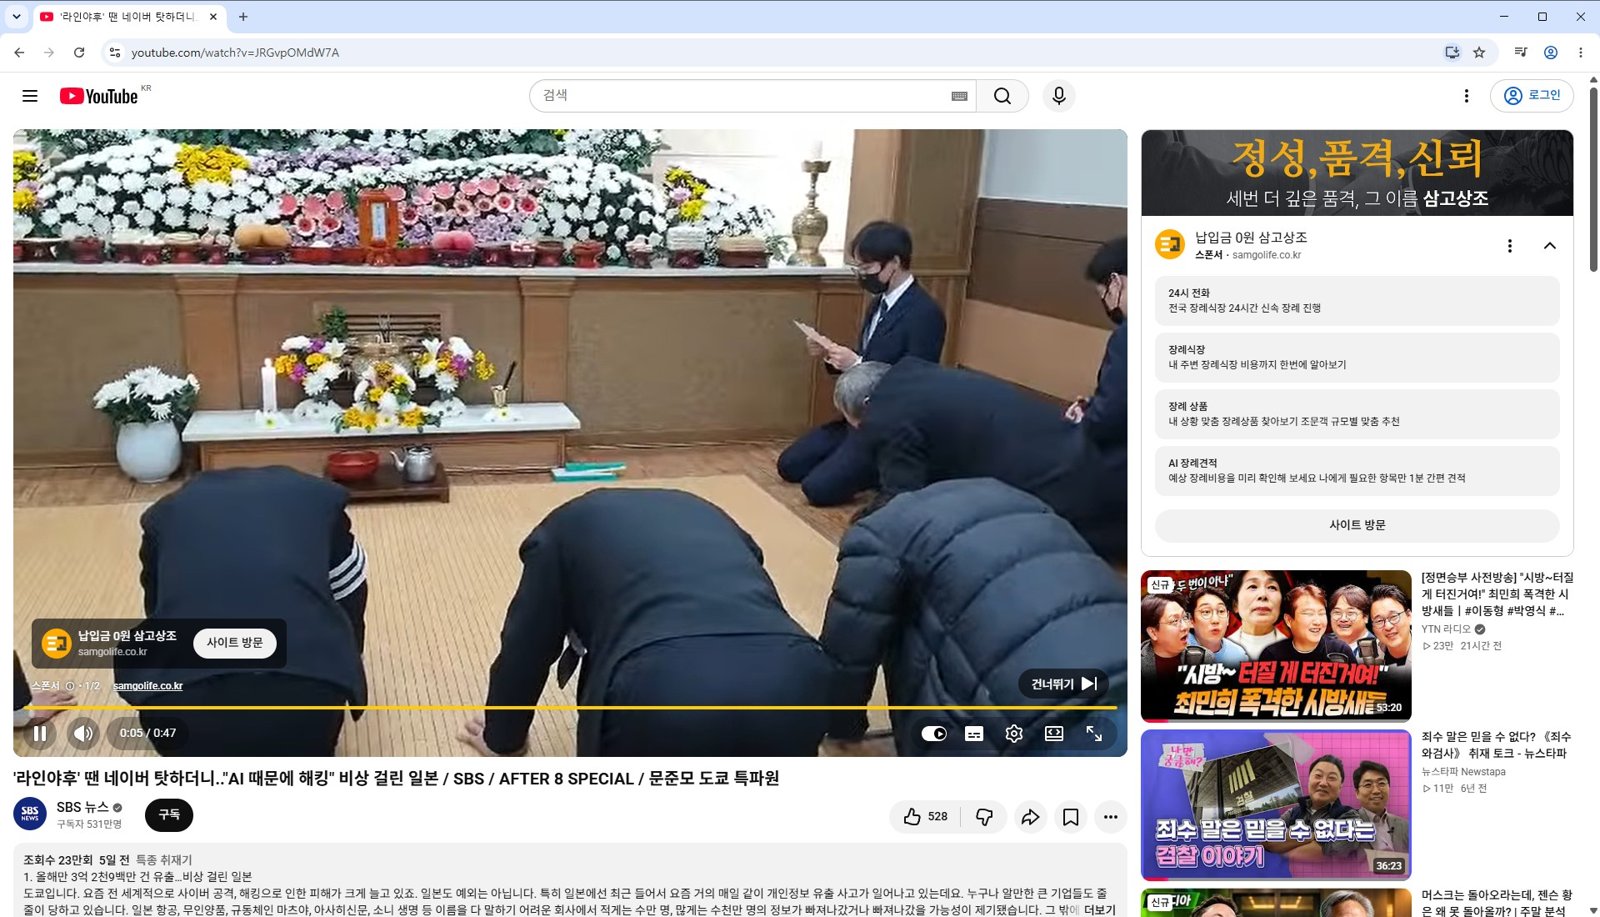 '라인야후' 땐 네이버 탓하더니..
youtube.com/watch?v=JRGvpOMdW7A
YouTube KR
검색
로그인
납입금 0원 삼고상조
samgolife.co.kr
사이트 방문
스폰서 · 1/2 samgolife.co.kr
건너뛰기
0:05 / 0:47
'라인야후' 땐 네이버 탓하더니.."AI 때문에 해킹" 비상 걸린 일본 / SBS / AFTER 8 SPECIAL / 문준모 도쿄 특파원
SBS NEWS
SBS 뉴스
구독자 531만명
구독
528
조회수 23만회 5일 전 특종 취재기
1. 올해만 3억 2천9백만 건 유출...비상 걸린 일본
도쿄입니다. 요즘 전 세계적으로 사이버 공격, 해킹으로 인한 피해가 크게 늘고 있죠. 일본도 예외는 아닙니다. 특히 일본에선 최근 들어서 요즘 거의 매일 같이 개인정보 유출 사고가 일어나고 있는데요. 누구나 알만한 큰 기업들도 줄
줄이 당하고 있습니다. 일본 항공, 무인양품, 규동체인 마츠야, 아사히신문, 소니 생명 등 이름을 다 말하기 어려운 회사에서 적게는 수만 명, 많게는 수천만 명의 정보가 빠져나갔거나 빠져나갔을 가능성이 제기됐습니다. 그 밖에 더보기
정성,품격,신뢰
세번 더 깊은 품격, 그 이름 삼고상조
납입금 0원 삼고상조
스폰서 · samgolife.co.kr
24시 전화
전국 장례식장 24시간 신속 장례 진행
장례식장
내 주변 장례식장 비용까지 한번에 알아보기
장례 상품
내 상황 맞춤 장례상품 찾아보기 조문객 규모별 맞춤 추천
AI 장례견적
예상 장례비용을 미리 확인해 보세요 나에게 필요한 항목만 1분 간편 견적
사이트 방문
신규
두 번이 아냐"
"시방~ 터질 게 터진거여!"
최민희 폭격한 시방새들
53:20
[정면승부 사전방송] "시방~터질
게 터진거여!" 최민희 폭격한 시
방새들 | #이동형 #박영식 #...
YTN 라디오
23만 21시간 전
나만 궁금해?
검찰
죄수 말은 믿을 수 없다는
검찰 이야기
36:23
죄수 말은 믿을 수 없다? 《죄수
와검사》 취재 토크 - 뉴스타파
뉴스타파 Newstapa
11만 6년 전
신규
머스크는 돌아오라는데, 젠슨 황
은 왜 못 돌아올까? | 주말 분석